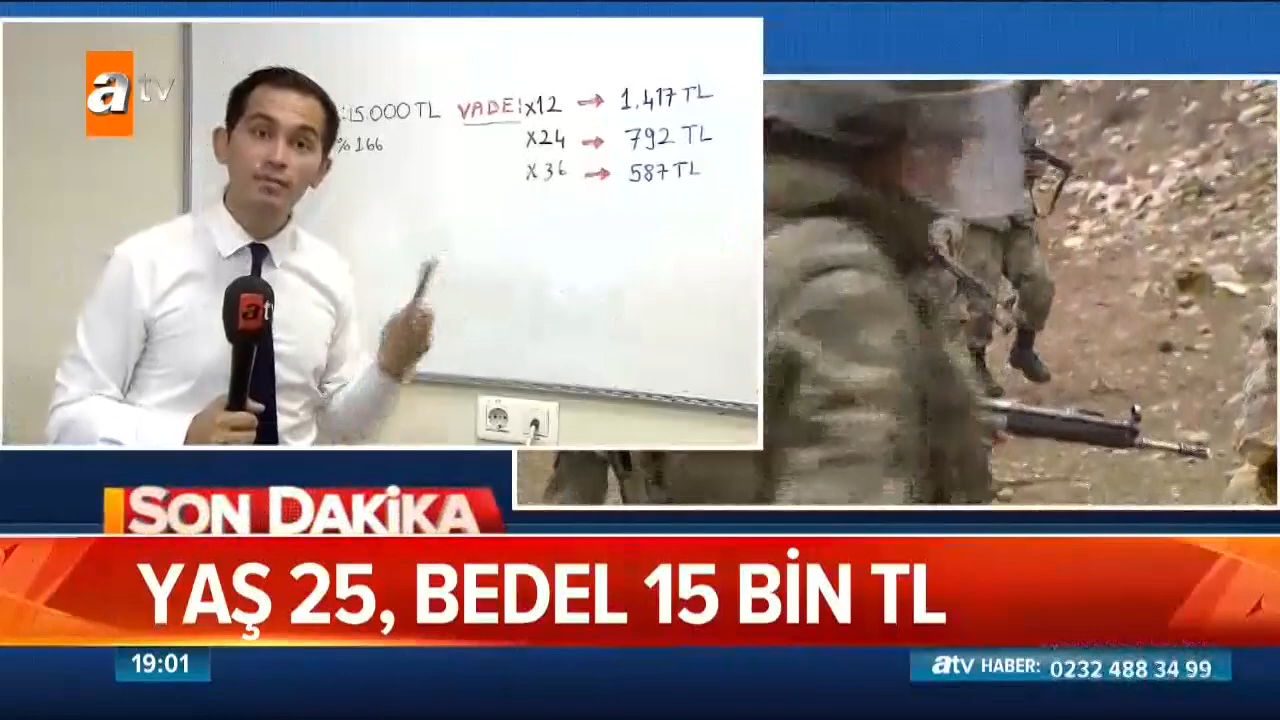 atv
:15.000 TL VADE: x12 → 1.417 TL
% 166 x24 → 792 TL
x36 → 587 TL
atv
SON DAKİKA
YAŞ 25, BEDEL 15 BİN TL
19:01
atv HABER: 0232 488 34 99